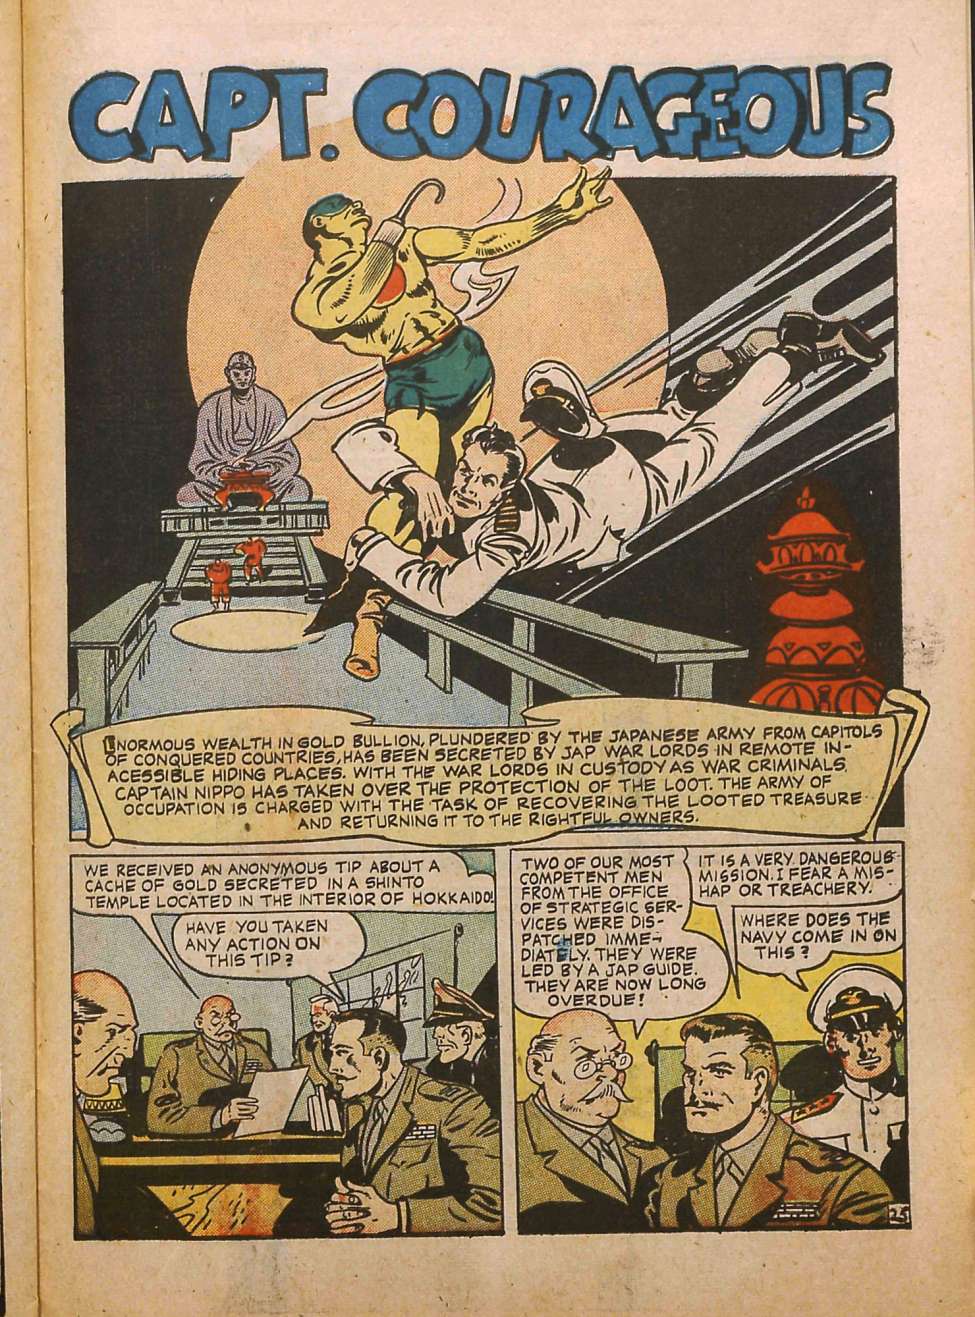 CAPT. COURAGEOUS
ENORMOUS WEALTH IN GOLD BULLION, PLUNDERED BY THE JAPANESE ARMY FROM CAPITOLS
OF CONQUERED COUNTRIES, HAS BEEN SECRETED BY JAP WAR LORDS IN REMOTE IN-
ACESSIBLE HIDING PLACES. WITH THE WAR LORDS IN CUSTODY AS WAR CRIMINALS,
CAPTAIN NIPPO HAS TAKEN OVER THE PROTECTION OF THE LOOT. THE ARMY OF
OCCUPATION IS CHARGED WITH THE TASK OF RECOVERING THE LOOTED TREASURE
AND RETURNING IT TO THE RIGHTFUL OWNERS.
WE RECEIVED AN ANONYMOUS TIP ABOUT A
CACHE OF GOLD SECRETED IN A SHINTO
TEMPLE LOCATED IN THE INTERIOR OF HOKKAIDO!
HAVE YOU TAKEN
ANY ACTION ON
THIS TIP?
TWO OF OUR MOST
COMPETENT MEN
FROM THE OFFICE
OF STRATEGIC SER-
VICES WERE DIS-
PATCHED IMME-
DIATELY. THEY WERE
LED BY A JAP GUIDE.
THEY ARE NOW LONG
OVERDUE!
IT IS A VERY DANGEROUS
MISSION. I FEAR A MIS-
HAP OR TREACHERY.
WHERE DOES THE
NAVY COME IN ON
THIS?
25